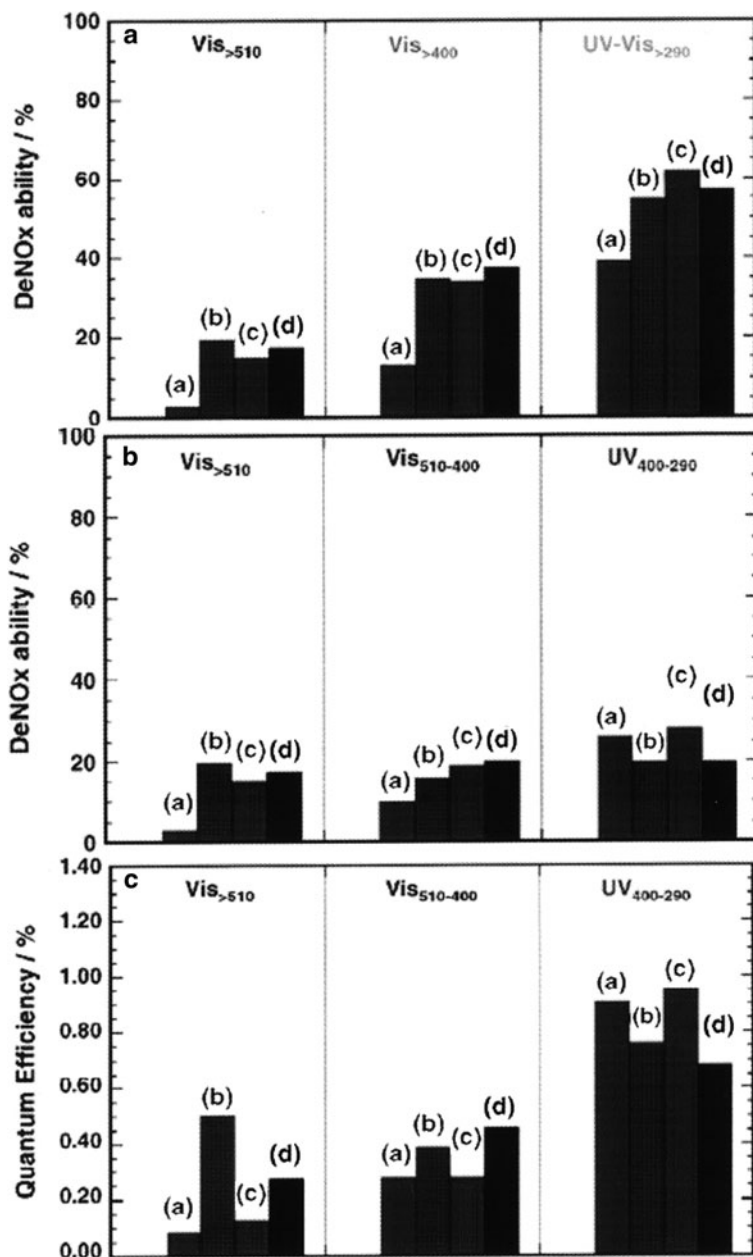 a
Vis>510
Vis>400
UV-Vis>290
DeNOx ability / %
100
80
60
40
20
0
(a)
(b)
(c)
(d)
(a)
(b)
(c)
(d)
(a)
(b)
(c)
(d)
b
Vis>510
Vis510-400
UV400-290
DeNOx ability / %
100
80
60
40
20
0
(a)
(b)
(c)
(d)
(a)
(b)
(c)
(d)
(a)
(b)
(c)
(d)
c
Vis>510
Vis510-400
UV400-290
Quantum Efficiency / %
1.40
1.20
1.00
0.80
0.60
0.40
0.20
0.00
(a)
(b)
(c)
(d)
(a)
(b)
(c)
(d)
(a)
(b)
(c)
(d)